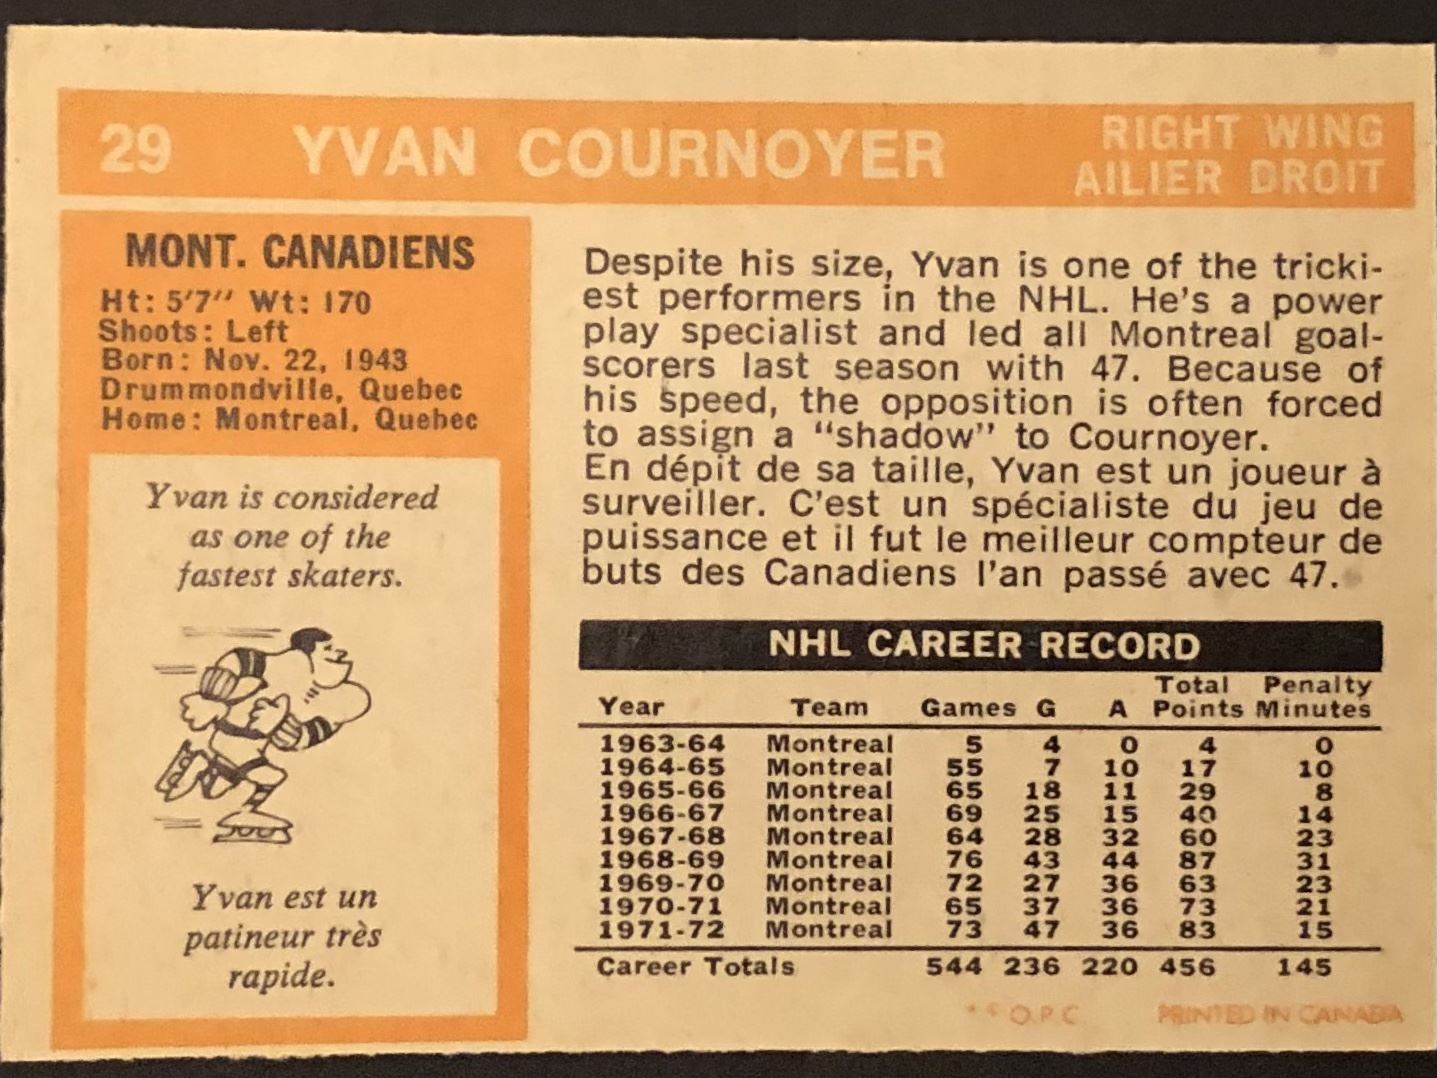 29 YVAN COURNOYER RIGHT WING
AILIER DROIT
MONT. CANADIENS
Ht: 5'7" Wt: 170
Shoots: Left
Born: Nov. 22, 1943
Drummondville, Quebec
Home: Montreal, Quebec
Yvan is considered
as one of the
fastest skaters.
Yvan est un
patineur très
rapide.
Despite his size, Yvan is one of the tricki-
est performers in the NHL. He's a power
play specialist and led all Montreal goal-
scorers last season with 47. Because of
his speed, the opposition is often forced
to assign a "shadow" to Cournoyer.
En dépit de sa taille, Yvan est un joueur à
surveiller. C'est un spécialiste du jeu de
puissance et il fut le meilleur compteur de
buts des Canadiens l'an passé avec 47.
NHL CAREER RECORD
Year Team Games G A Total Points Penalty Minutes
1963-64 Montreal 5 4 0 4 0
1964-65 Montreal 55 7 10 17 10
1965-66 Montreal 65 18 11 29 8
1966-67 Montreal 69 25 15 40 14
1967-68 Montreal 64 28 32 60 23
1968-69 Montreal 76 43 44 87 31
1969-70 Montreal 72 27 36 63 23
1970-71 Montreal 65 37 36 73 21
1971-72 Montreal 73 47 36 83 15
Career Totals 544 236 220 456 145
* © O.P.C. PRINTED IN CANADA